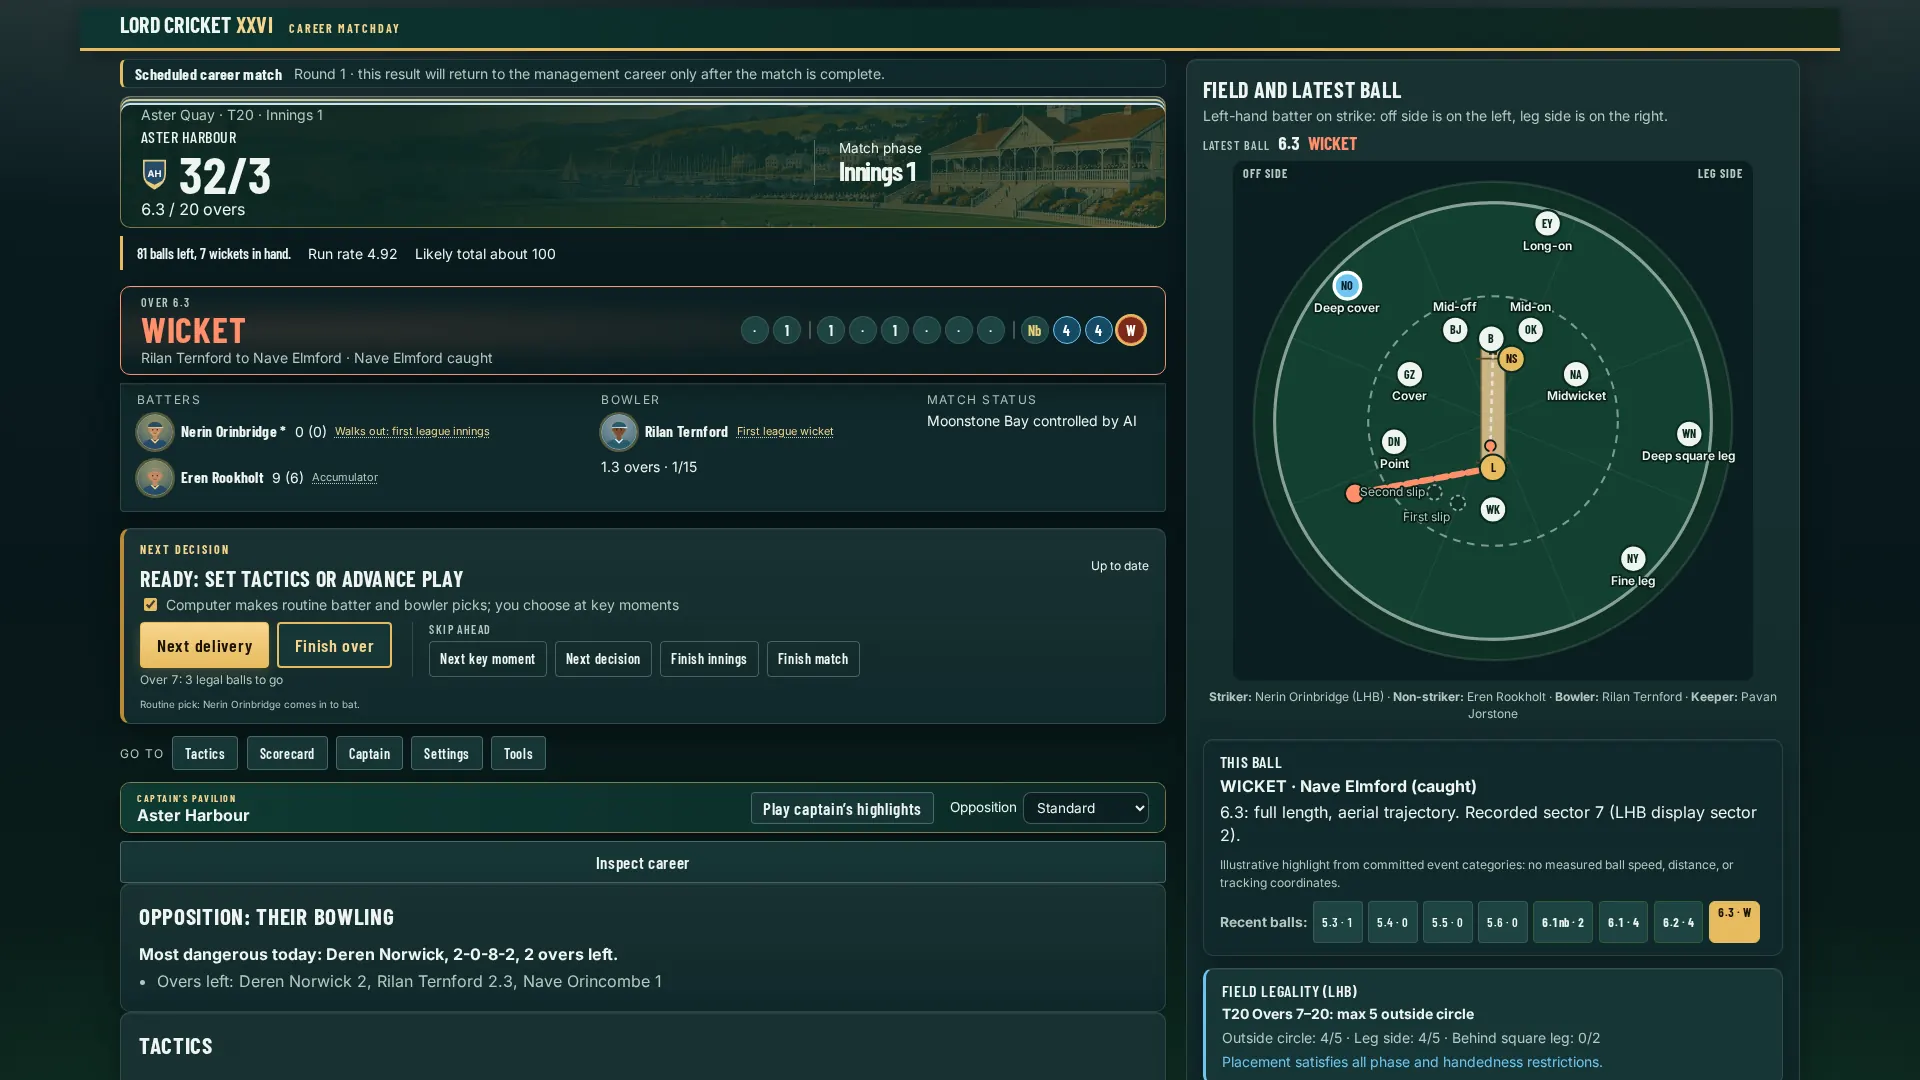 LORD CRICKET XXVI CAREER MATCHDAY
Scheduled career match Round 1 · this result will return to the management career only after the match is complete.
Aster Quay · T20 · Innings 1
ASTER HARBOUR
AH 32/3
6.3 / 20 overs
Match phase
Innings 1
81 balls left, 7 wickets in hand. Run rate 4.92 Likely total about 100
OVER 6.3
WICKET
Rilan Ternford to Nave Elmford · Nave Elmford caught
· 1 | 1 · 1 · · · | Nb 4 4 W
BATTERS
Nerin Orinbridge * 0 (0) Walks out: first league innings
Eren Rookholt 9 (6) Accumulator
BOWLER
Rilan Ternford First league wicket
1.3 overs · 1/15
MATCH STATUS
Moonstone Bay controlled by AI
NEXT DECISION
READY: SET TACTICS OR ADVANCE PLAY
Up to date
Computer makes routine batter and bowler picks; you choose at key moments
Next delivery Finish over
SKIP AHEAD
Next key moment Next decision Finish innings Finish match
Over 7: 3 legal balls to go
Routine pick: Nerin Orinbridge comes in to bat.
GO TO Tactics Scorecard Captain Settings Tools
CAPTAIN'S PAVILION
Aster Harbour
Play captain's highlights Opposition Standard
Inspect career
OPPOSITION: THEIR BOWLING
Most dangerous today: Deren Norwick, 2-0-8-2, 2 overs left.
• Overs left: Deren Norwick 2, Rilan Ternford 2.3, Nave Orincombe 1
TACTICS
FIELD AND LATEST BALL
Left-hand batter on strike: off side is on the left, leg side is on the right.
LATEST BALL 6.3 WICKET
OFF SIDE LEG SIDE
EY
Long-on
NO
Deep cover
Mid-off Mid-on
BJ B OK
NS
GZ NA
Cover Midwicket
DN WN
Point Deep square leg
L
Second slip
WK
First slip
NY
Fine leg
Striker: Nerin Orinbridge (LHB) · Non-striker: Eren Rookholt · Bowler: Rilan Ternford · Keeper: Pavan
Jorstone
THIS BALL
WICKET · Nave Elmford (caught)
6.3: full length, aerial trajectory. Recorded sector 7 (LHB display sector
2).
Illustrative highlight from committed event categories: no measured ball speed, distance, or
tracking coordinates.
Recent balls: 5.3 · 1 5.4 · 0 5.5 · 0 5.6 · 0 6.1nb · 2 6.1 · 4 6.2 · 4 6.3 · W
FIELD LEGALITY (LHB)
T20 Overs 7–20: max 5 outside circle
Outside circle: 4/5 · Leg side: 4/5 · Behind square leg: 0/2
Placement satisfies all phase and handedness restrictions.